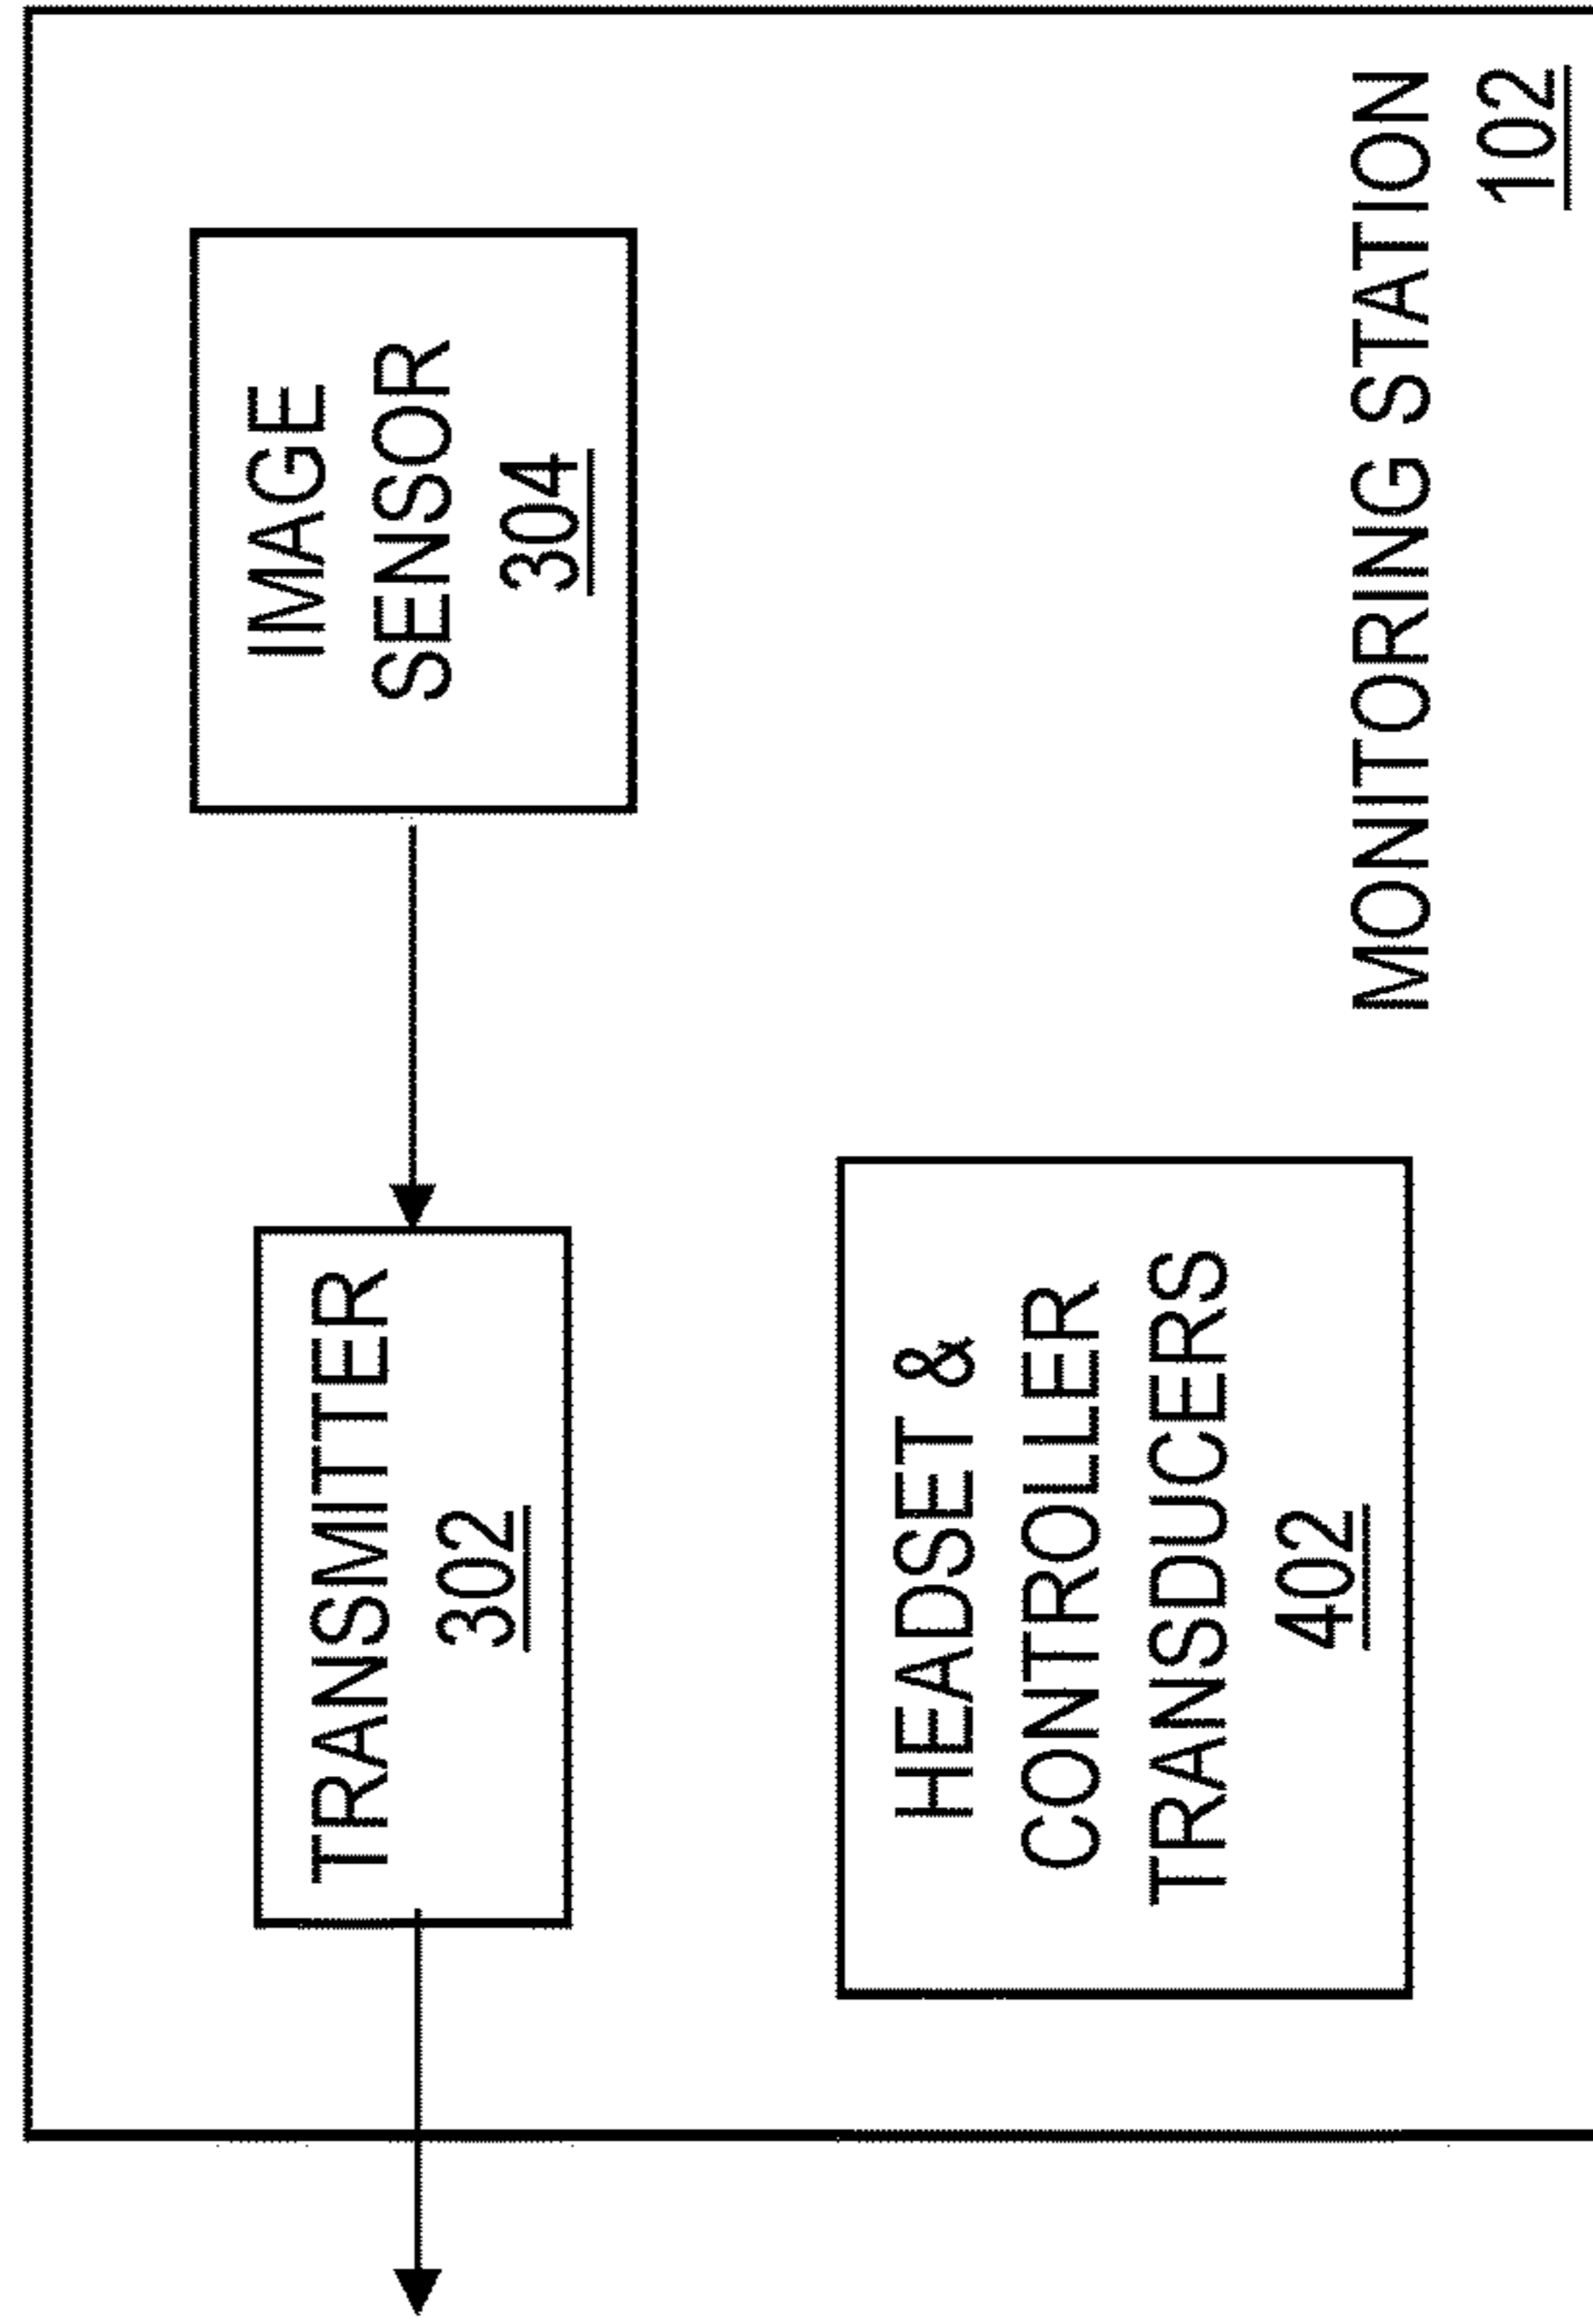 TRANSMITTER
302
IMAGE
SENSOR
304
HEADSET &
CONTROLLER
TRANSDUCERS
402
MONITORING STATION
102